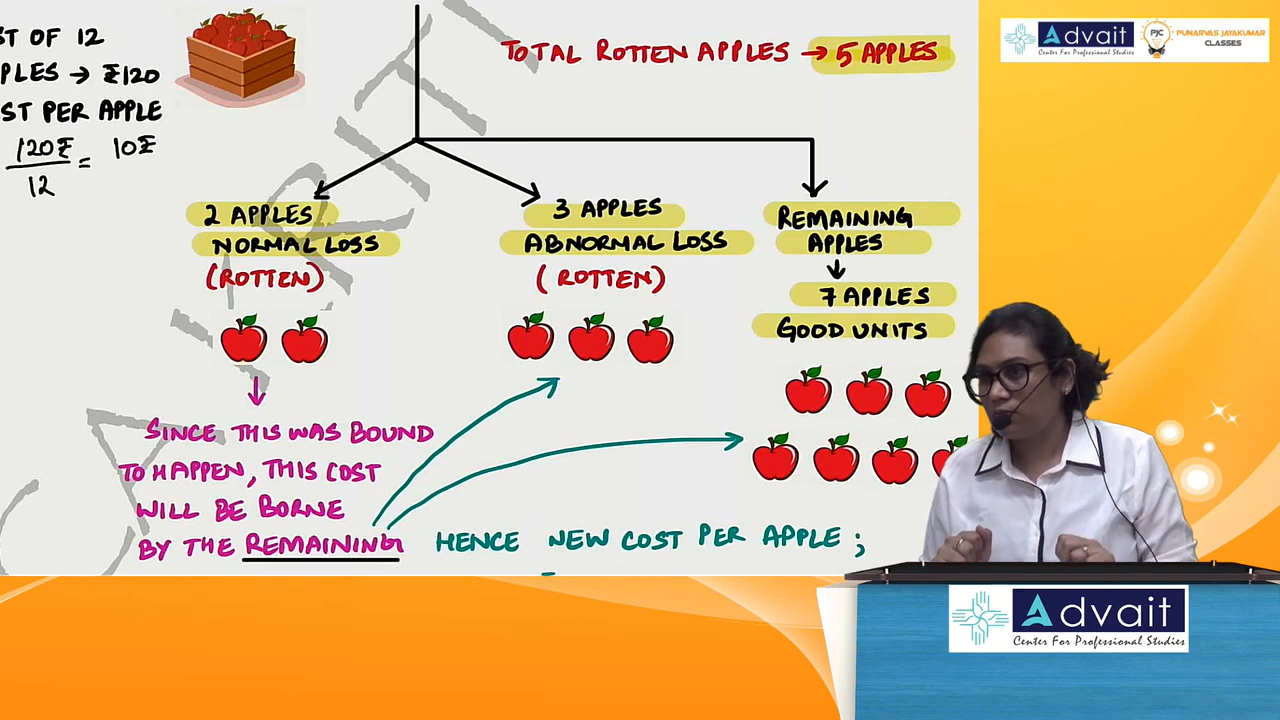 ST OF 12
PLES → ₹120
ST PER APPLE
120₹ = 10₹
12
TOTAL ROTTEN APPLES → 5 APPLES
2 APPLES
NORMAL LOSS
(ROTTEN)
3 APPLES
ABNORMAL LOSS
(ROTTEN)
REMAINING
APPLES
↓
7 APPLES
GOOD UNITS
SINCE THIS WAS BOUND
TO HAPPEN, THIS COST
WILL BE BORNE
BY THE REMAINING
HENCE NEW COST PER APPLE ;
Advait
Center For Professional Studies
PJC
PUNARVAS JAYAKUMAR
CLASSES
Advait
Center For Professional Studies